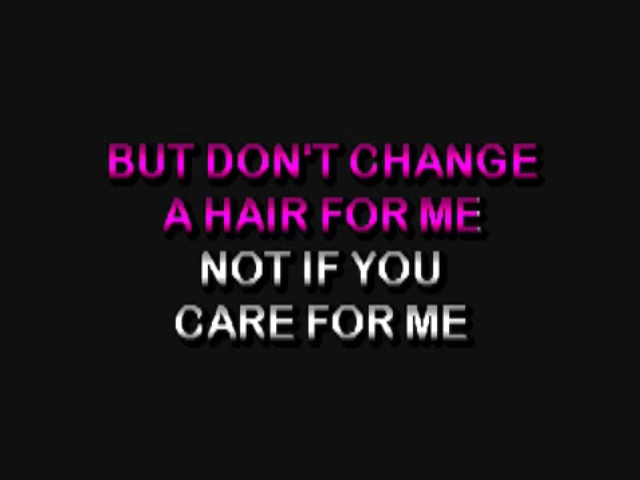 BUT DON'T CHANGE
A HAIR FOR ME
NOT IF YOU
CARE FOR ME